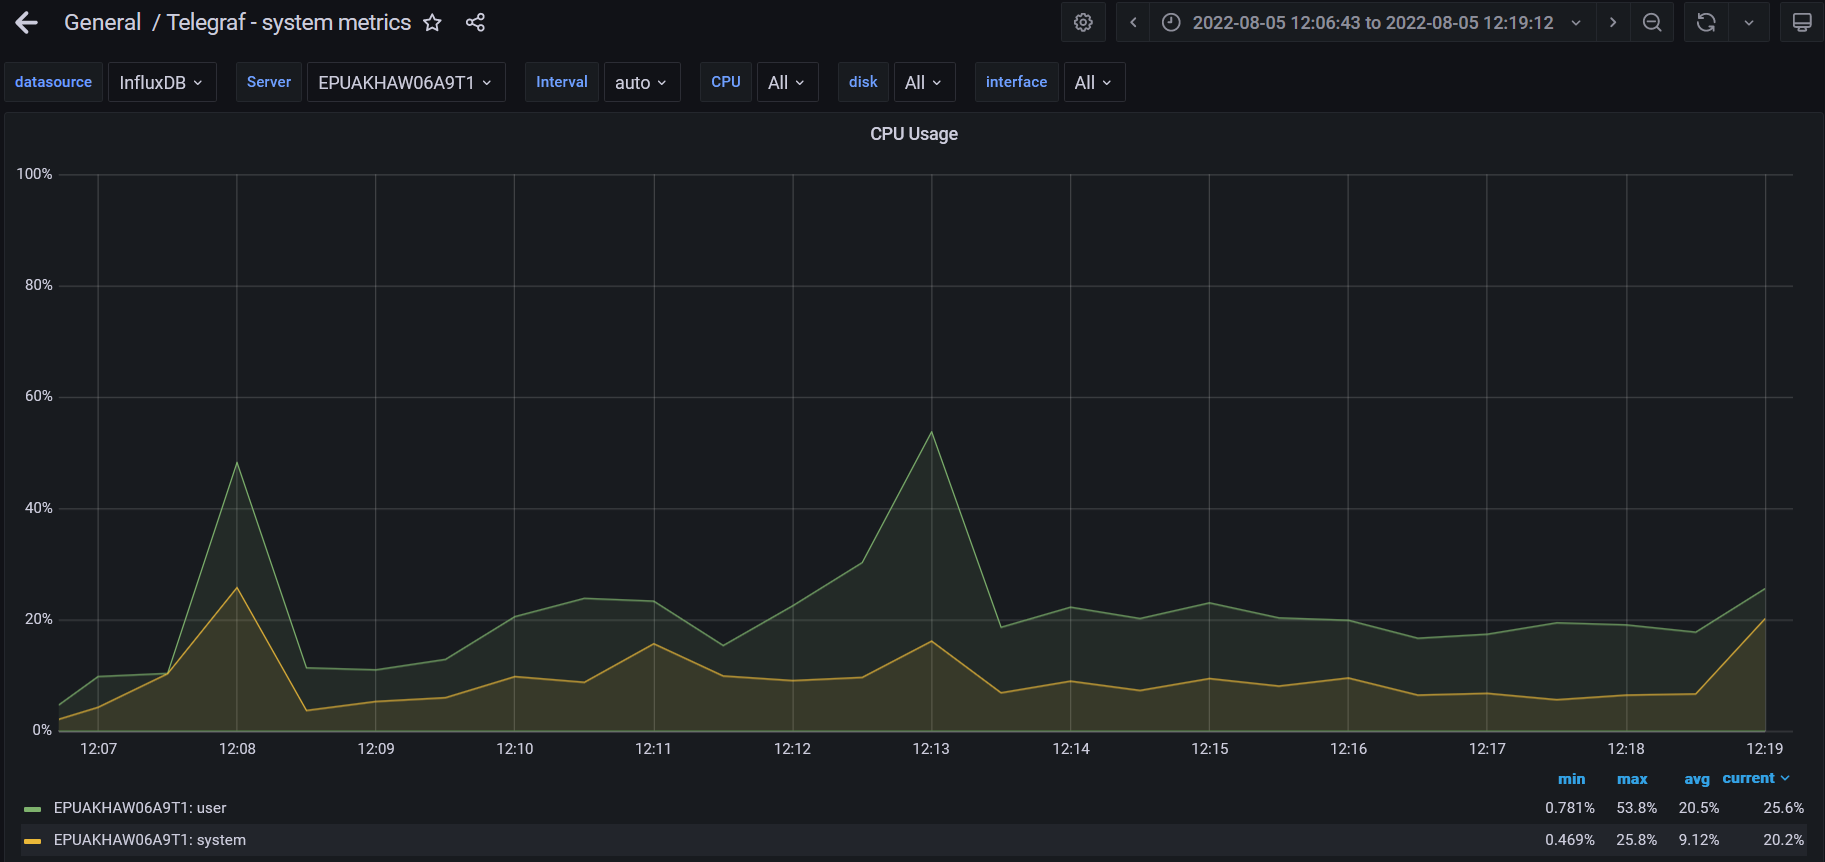 General / Telegraf - system metrics 2022-08-05 12:06:43 to 2022-08-05 12:19:12
datasource InfluxDB Server EPUAKHAW06A9T1 Interval auto CPU All disk All interface All
CPU Usage
100%
80%
60%
40%
20%
0%
12:07 12:08 12:09 12:10 12:11 12:12 12:13 12:14 12:15 12:16 12:17 12:18 12:19
min max avg current
EPUAKHAW06A9T1: user 0.781% 53.8% 20.5% 25.6%
EPUAKHAW06A9T1: system 0.469% 25.8% 9.12% 20.2%